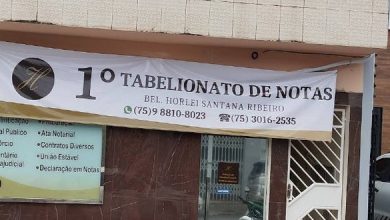 1º TABELIONATO DE NOTAS
BEL. HORLEI SANTANA RIBEIRO
(75)9 8810-8023 (75) 3016-2535
Público • Ata Notarial
• Contratos Diversos
• União Estável
• Declaração em Notas